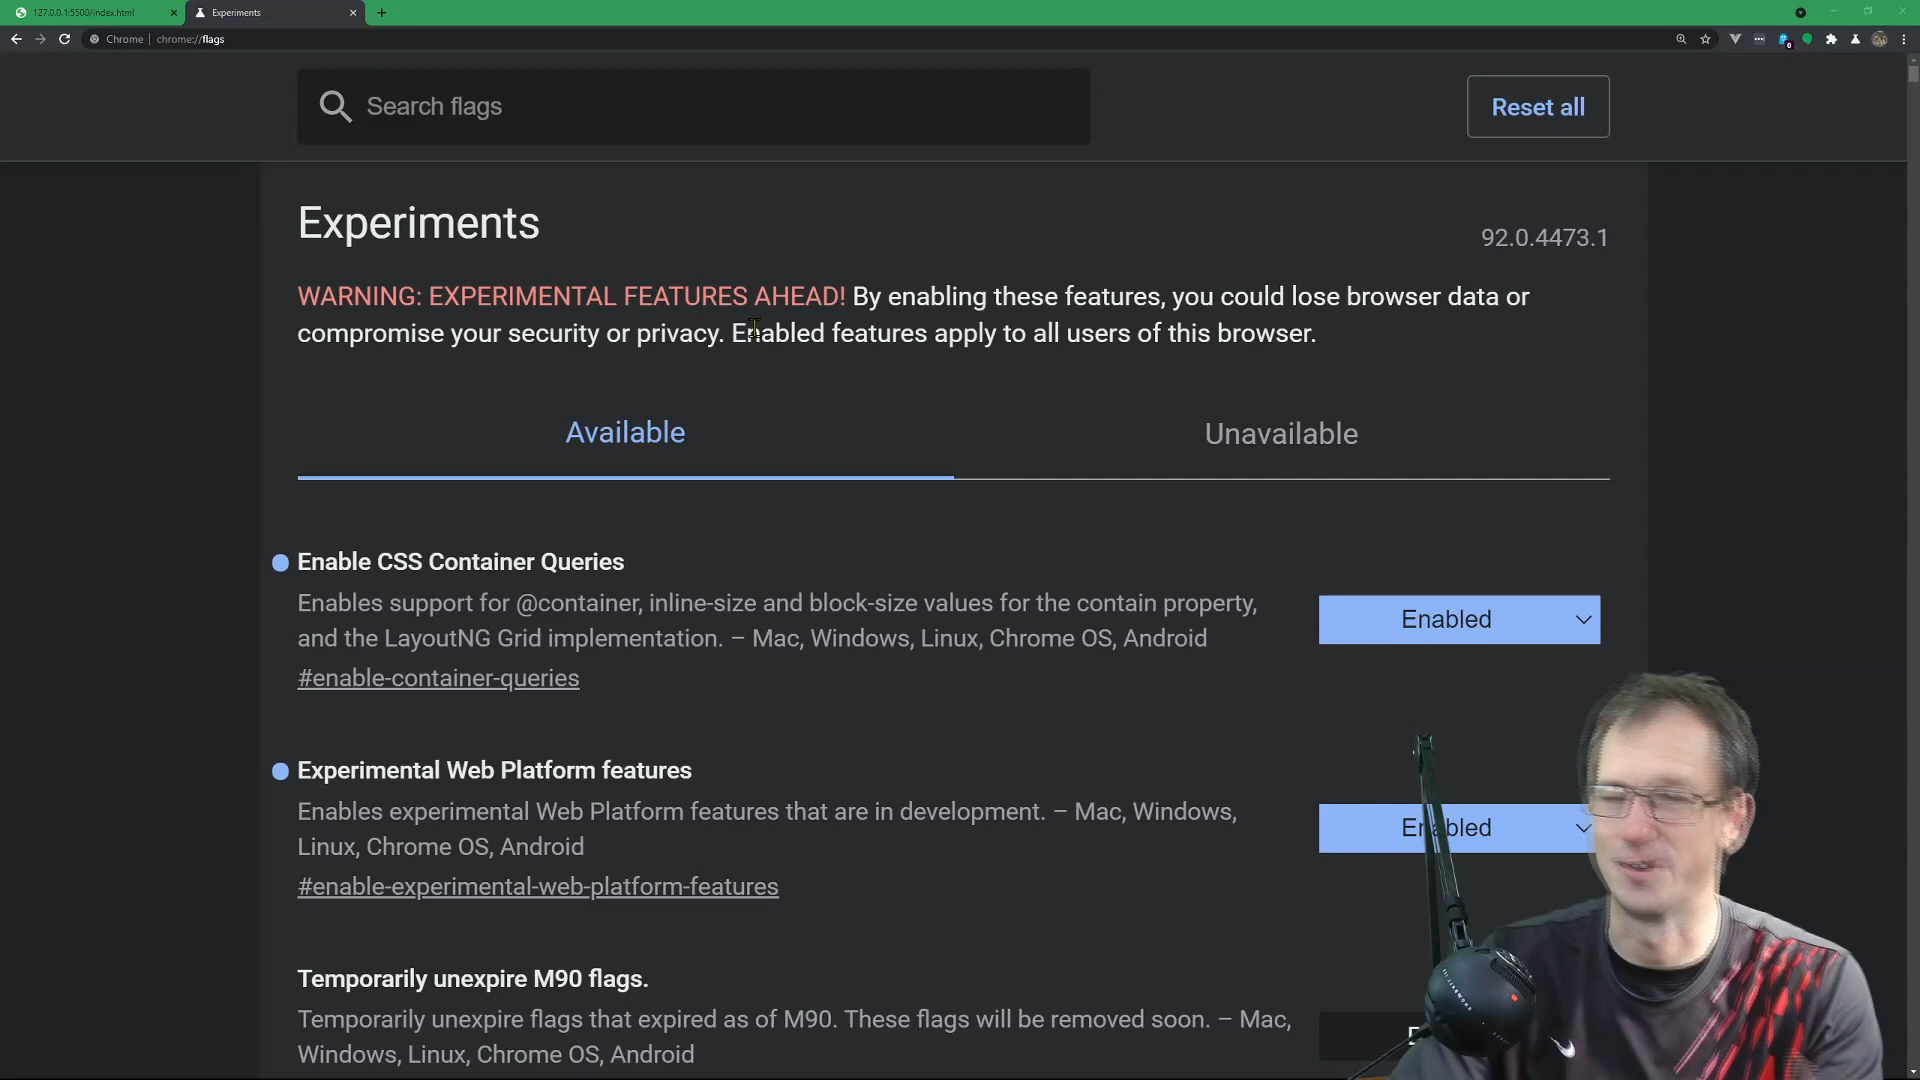 127.0.0.1:5500/index.html
Experiments
Chrome
chrome://flags
0
Search flags
Reset all
Experiments
92.0.4473.1
WARNING: EXPERIMENTAL FEATURES AHEAD! By enabling these features, you could lose browser data or
compromise your security or privacy. Enabled features apply to all users of this browser.
Available
Unavailable
Enable CSS Container Queries
Enables support for @container, inline-size and block-size values for the contain property,
and the LayoutNG Grid implementation. – Mac, Windows, Linux, Chrome OS, Android
#enable-container-queries
Enabled
Experimental Web Platform features
Enables experimental Web Platform features that are in development. – Mac, Windows,
Linux, Chrome OS, Android
#enable-experimental-web-platform-features
Enabled
Temporarily unexpire M90 flags.
Temporarily unexpire flags that expired as of M90. These flags will be removed soon. – Mac,
Windows, Linux, Chrome OS, Android